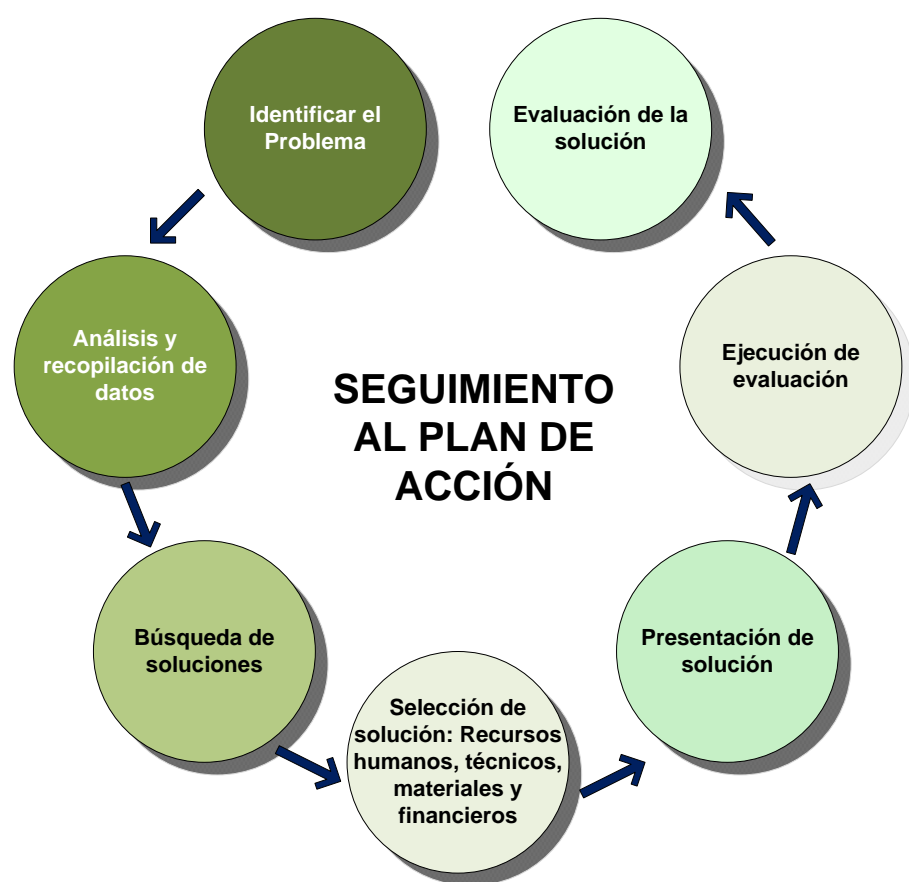 Identificar el
Problema
Análisis y
recopilación de
datos
Búsqueda de
soluciones
Selección de
solución: Recursos
humanos, técnicos,
materiales y
financieros
Presentación de
solución
Ejecución de
evaluación
Evaluación de la
solución
SEGUIMIENTO
AL PLAN DE
ACCIÓN